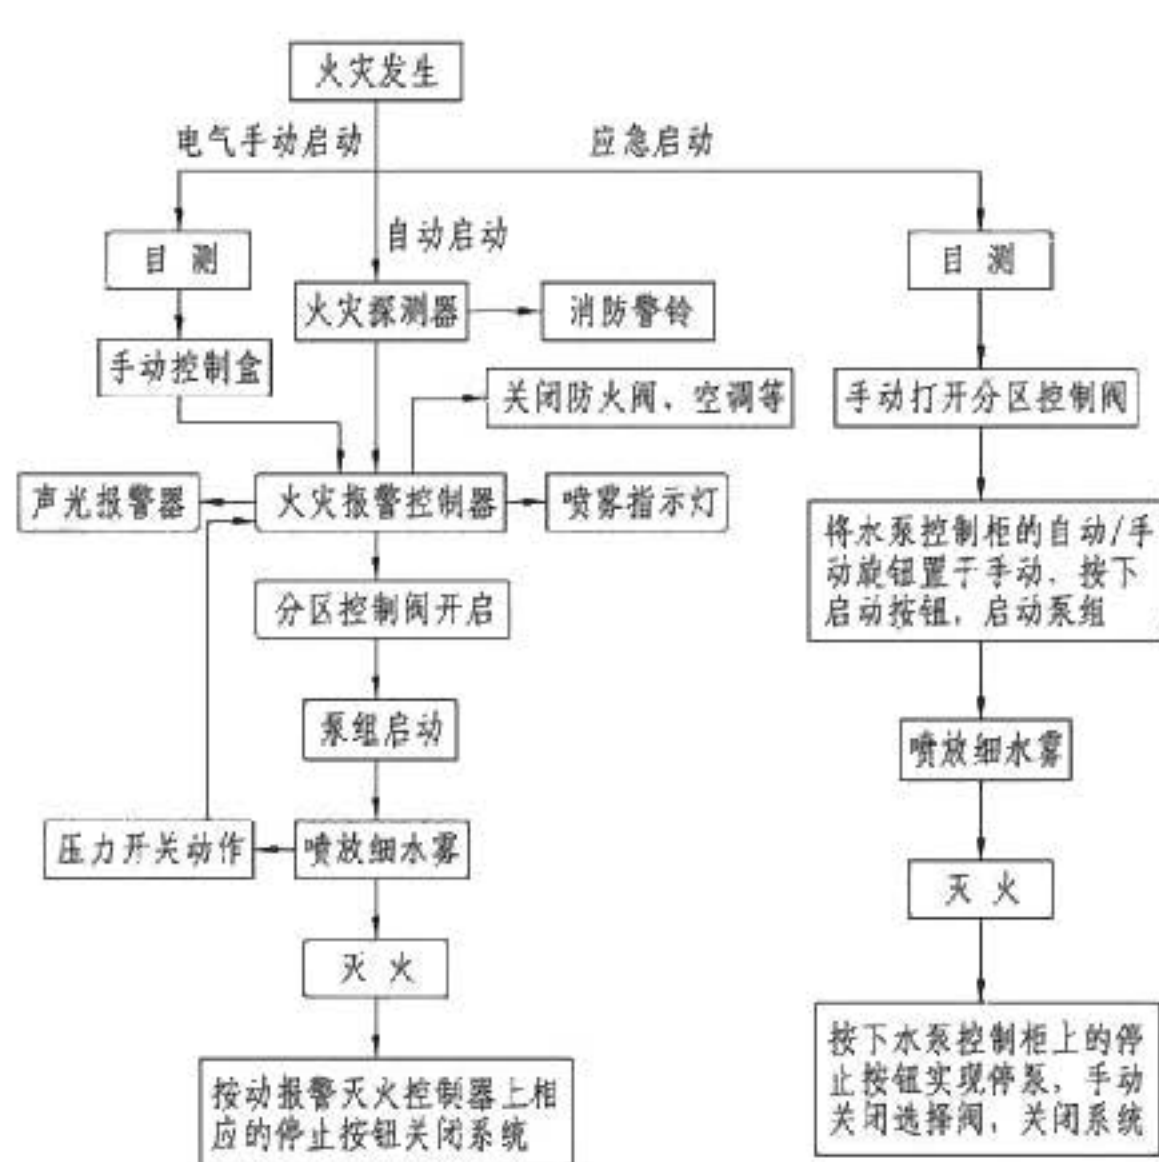 火灾发生
电气手动启动
应急启动
自动启动
目 测
目 测
火灾探测器
消防警铃
手动控制盒
关闭防火阀、空调等
手动打开分区控制阀
声光报警器
火灾报警控制器
喷雾指示灯
将水泵控制柜的自动/手
动旋钮置于手动，按下
启动按钮，启动泵组
分区控制阀开启
泵组启动
喷放细水雾
压力开关动作
喷放细水雾
灭 火
灭 火
按动报警灭火控制器上相
应的停止按钮关闭系统
按下水泵控制柜上的停
止按钮实现停泵，手动
关闭选择阀，关闭系统